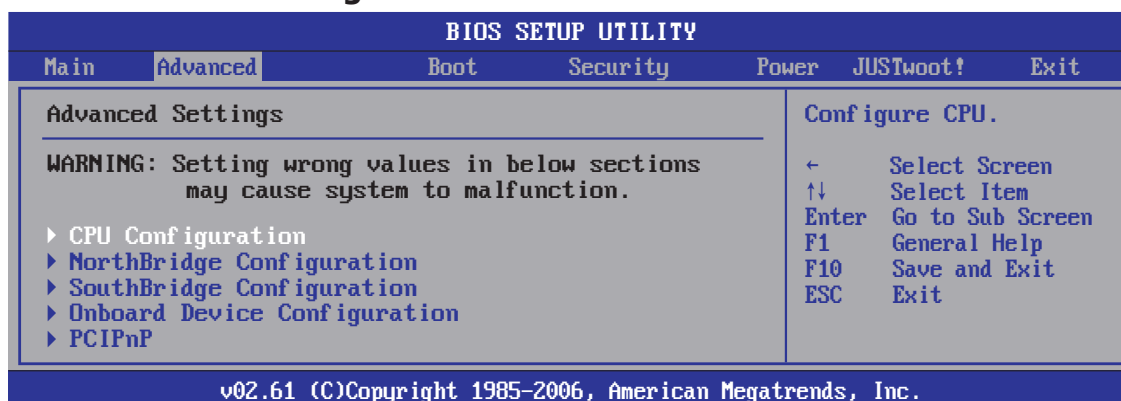 BIOS SETUP UTILITY
Main Advanced Boot Security Power JUSTwoot! Exit
Advanced Settings
WARNING: Setting wrong values in below sections
may cause system to malfunction.
▶ CPU Configuration
▶ NorthBridge Configuration
▶ SouthBridge Configuration
▶ Onboard Device Configuration
▶ PCIPnP
Configure CPU.
← Select Screen
↑↓ Select Item
Enter Go to Sub Screen
F1 General Help
F10 Save and Exit
ESC Exit
v02.61 (C)Copyright 1985-2006, American Megatrends, Inc.